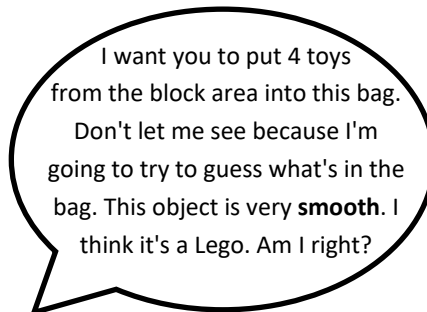 I want you to put 4 toys
from the block area into this bag.
Don't let me see because I'm
going to try to guess what's in the
bag. This object is very smooth. I
think it's a Lego. Am I right?